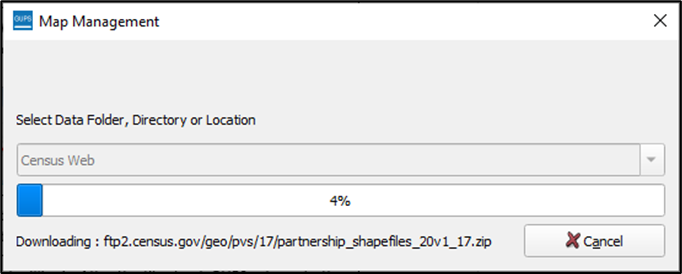 GUPS Map Management
Select Data Folder, Directory or Location
Census Web
4%
Downloading : ftp2.census.gov/geo/pvs/17/partnership_shapefiles_20v1_17.zip
Cancel